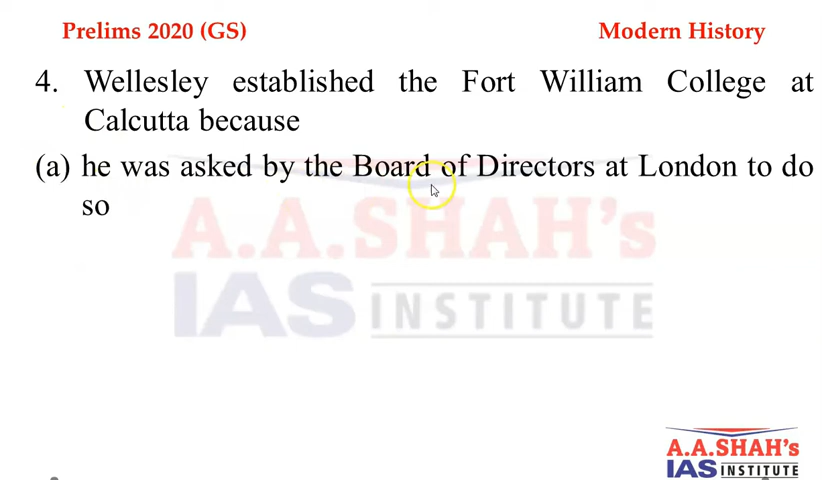 Prelims 2020 (GS) Modern History
4. Wellesley established the Fort William College at
Calcutta because
(a) he was asked by the Board of Directors at London to do
so
A.A.SHAH's
IAS INSTITUTE
A.A.SHAH's
IAS INSTITUTE